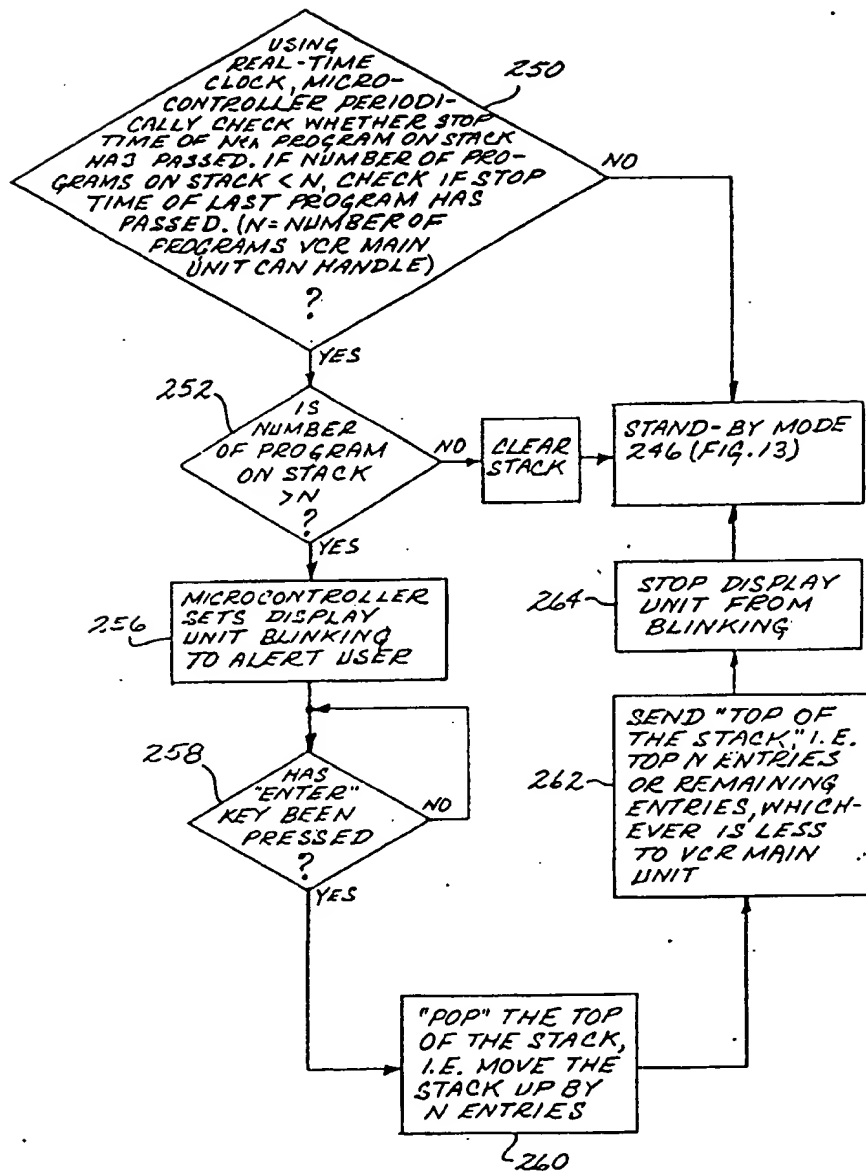 USING
REAL-TIME
CLOCK, MICRO-
CONTROLLER PERIODI-
CALLY CHECK WHETHER STOP
TIME OF Nth PROGRAM ON STACK
HAS PASSED. IF NUMBER OF PRO-
GRAMS ON STACK < N, CHECK IF STOP
TIME OF LAST PROGRAM HAS
PASSED. (N = NUMBER OF
PROGRAMS VCR MAIN
UNIT CAN HANDLE)
?
250
NO
YES
252
IS
NUMBER
OF PROGRAM
ON STACK
>N
?
NO
CLEAR
STACK
STAND-BY MODE
246 (FIG. 13)
YES
256
MICROCONTROLLER
SETS DISPLAY
UNIT BLINKING
TO ALERT USER
264
STOP DISPLAY
UNIT FROM
BLINKING
258
HAS
"ENTER"
KEY BEEN
PRESSED
?
NO
YES
262
SEND "TOP OF
THE STACK," I.E.
TOP N ENTRIES
OR REMAINING
ENTRIES, WHICH-
EVER IS LESS
TO VCR MAIN
UNIT
"POP" THE TOP
OF THE STACK,
I.E. MOVE THE
STACK UP BY
N ENTRIES
260